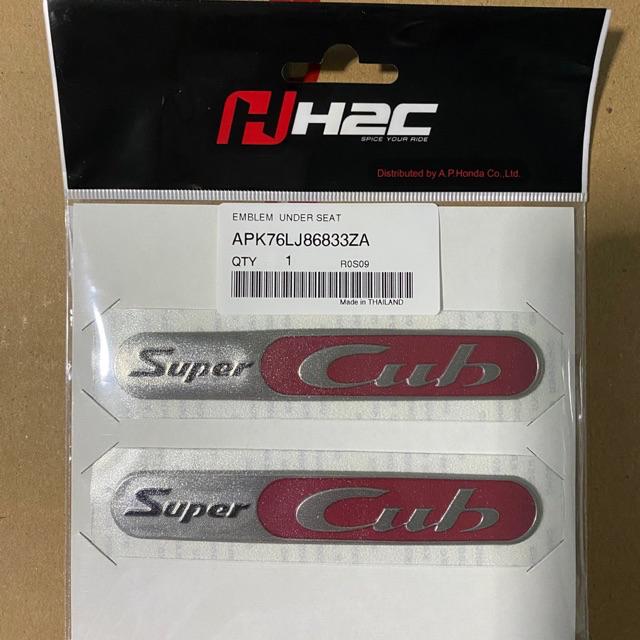 H2C
SPICE YOUR RIDE
Distributed by A.P.Honda Co.,Ltd.
EMBLEM UNDER SEAT
APK76LJ86833ZA
QTY 1 R0S09
Made in THAILAND
Super Cub
Super Cub